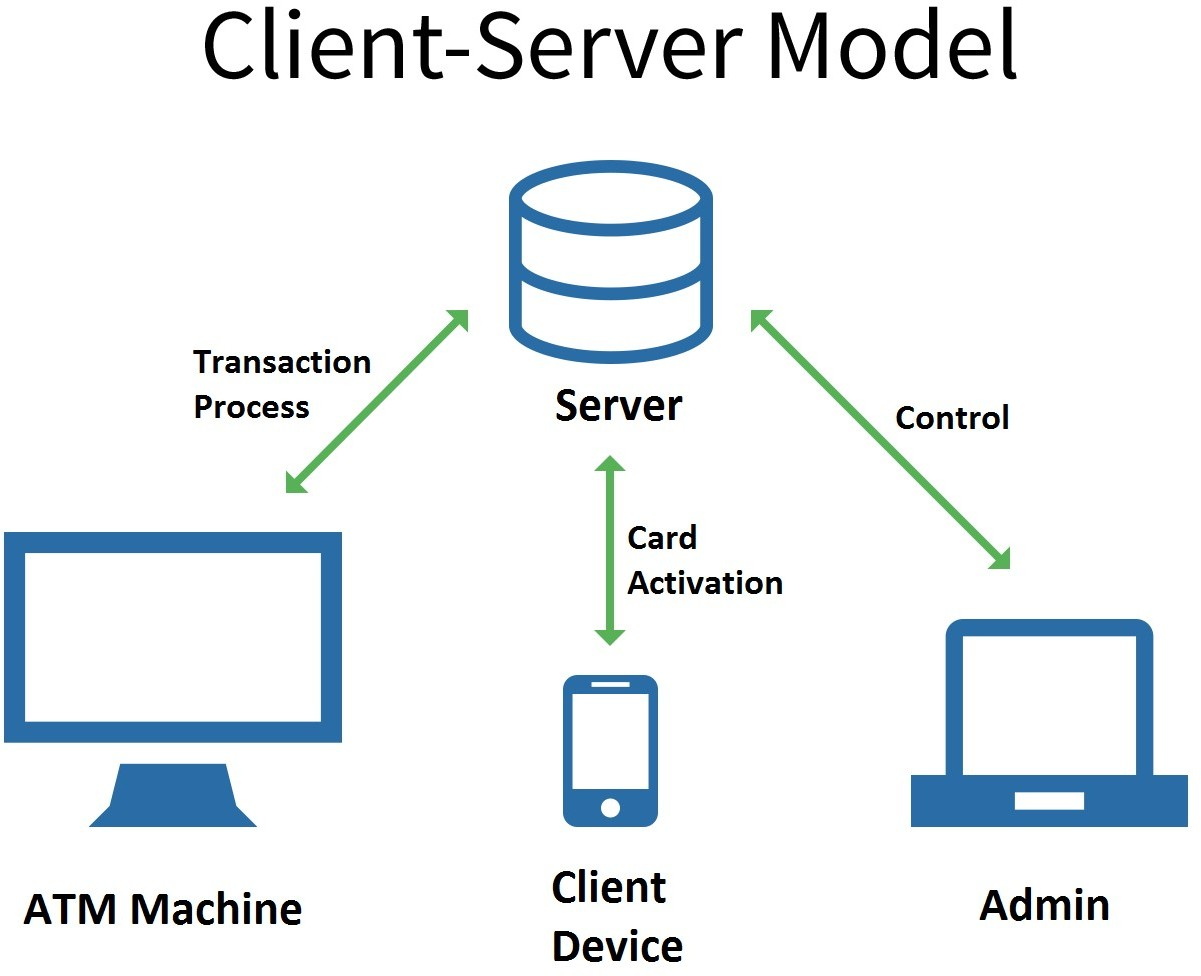 Client-Server Model
Transaction
Process
Server
Control
Card
Activation
ATM Machine
Client
Device
Admin